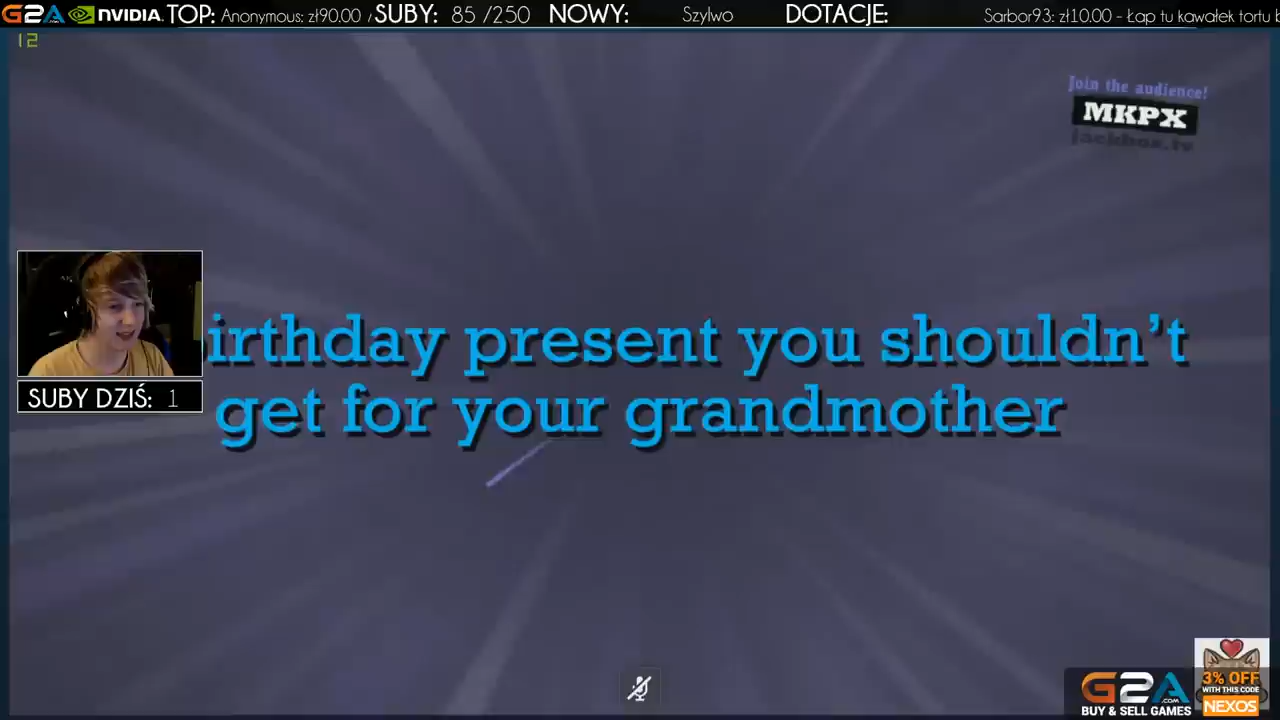 G2A.COM NVIDIA TOP: Anonymous: zł90.00 / SUBY: 85 /250 NOWY: Szylwo DOTACJE: Sarbor93: zł10.00 - Łap tu kawałek tortu
12
Join the audience!
MKPX
jackbox.tv
irthday present you shouldn't
get for your grandmother
SUBY DZIŚ: 1
G2A.COM
BUY & SELL GAMES
3% OFF
WITH THIS CODE
NEXOS